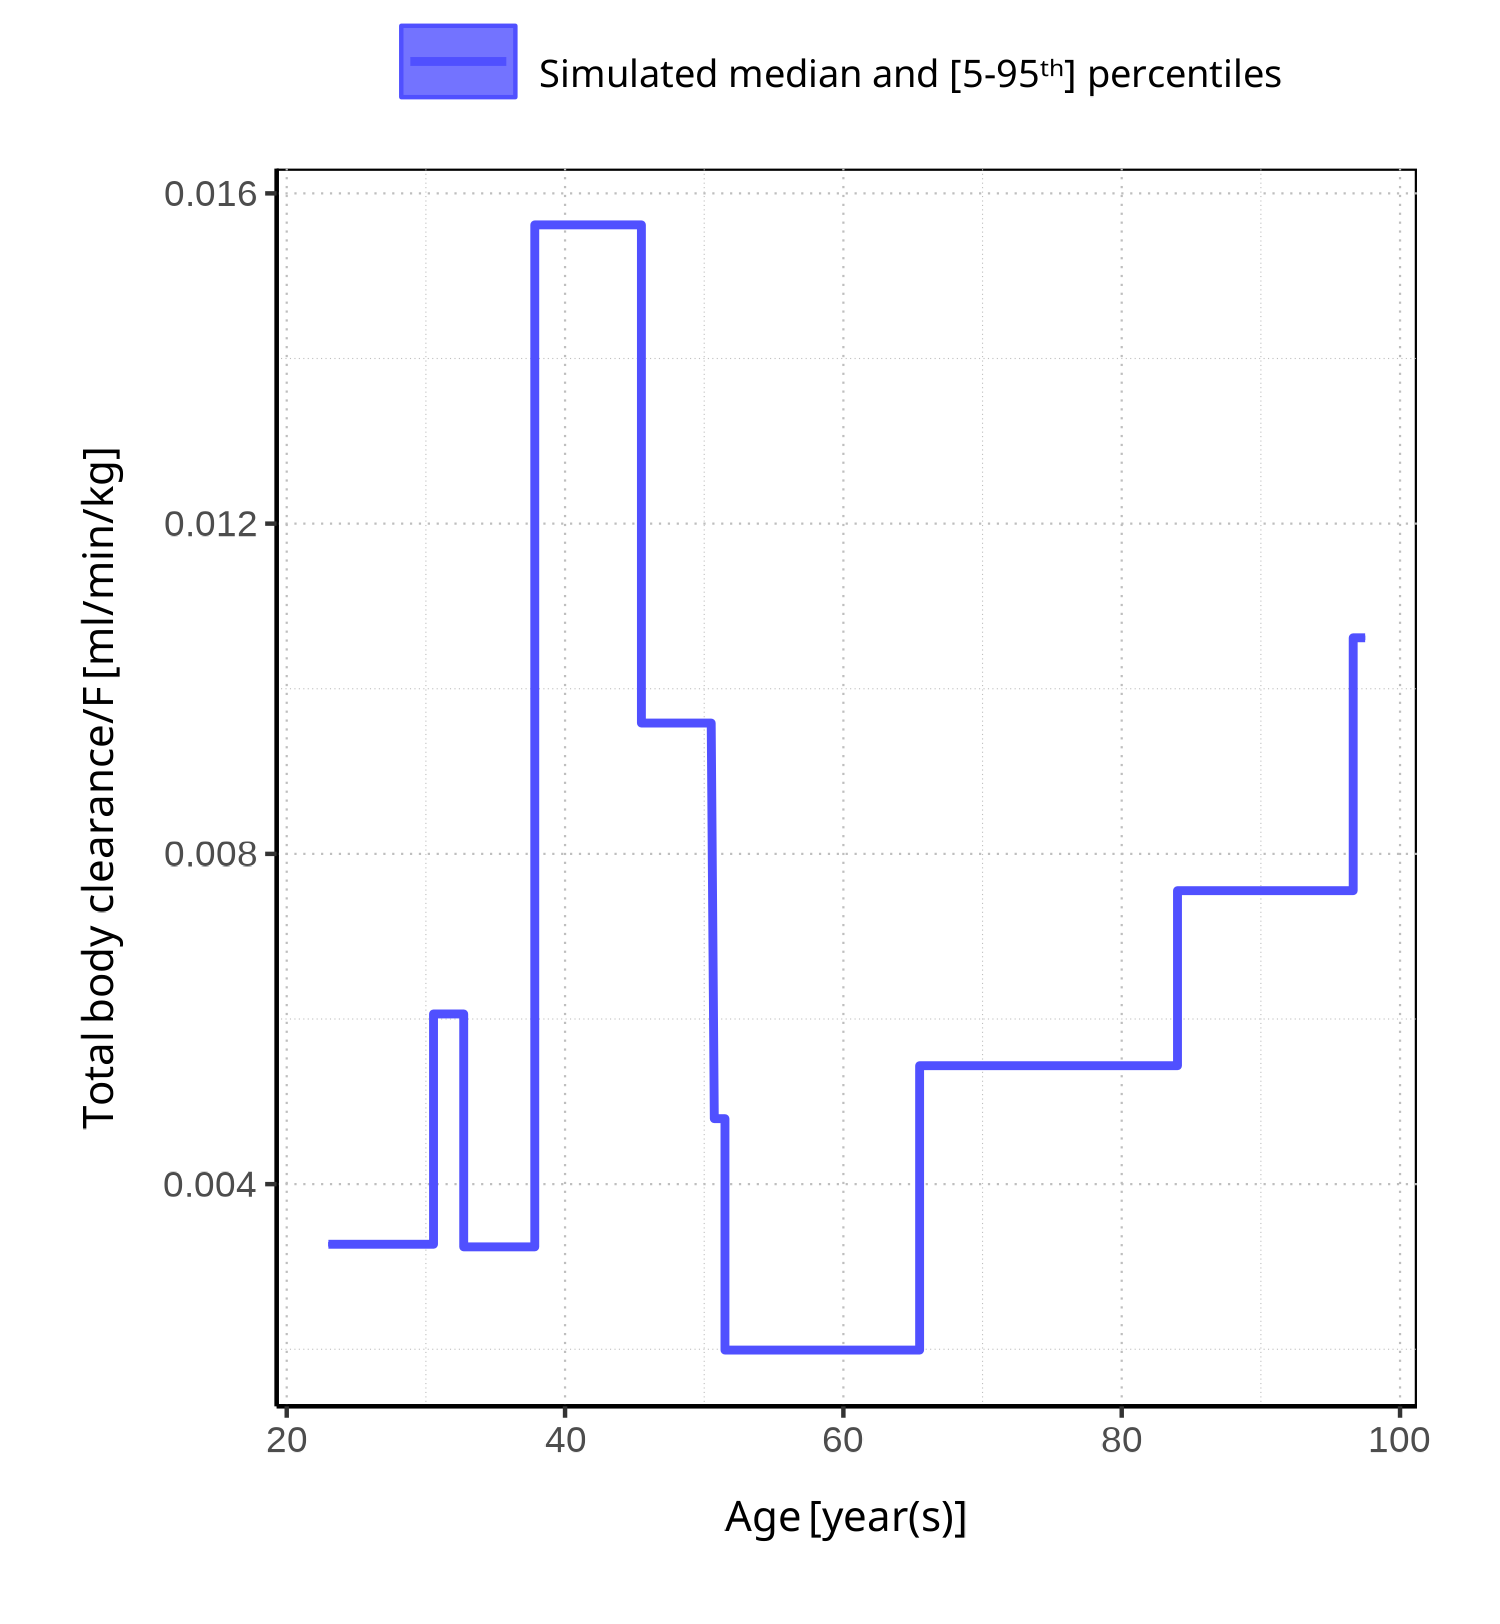 Simulated median and [5-95ᵗʰ] percentiles
0.016
0.012
0.008
0.004
Total body clearance/F [ml/min/kg]
20 40 60 80 100
Age [year(s)]